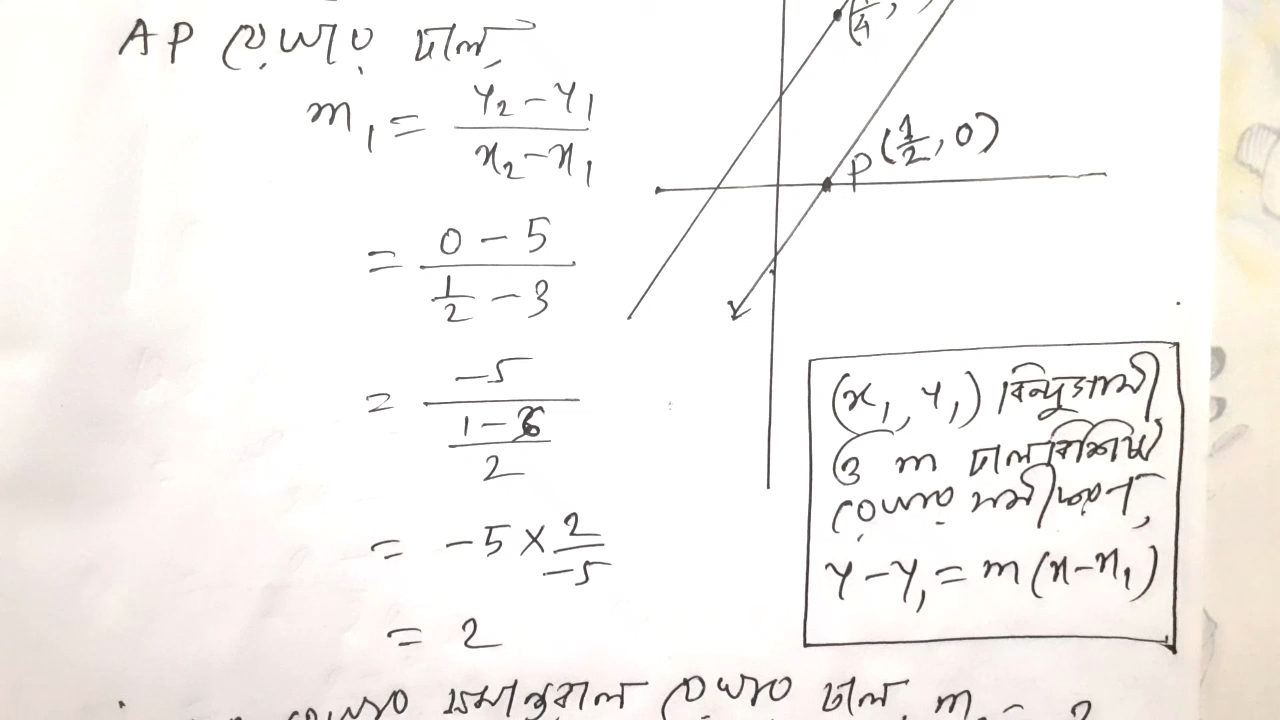 AP রেখার ঢাল,
m₁ = (y₂ - y₁)/(x₂ - x₁)
= (0 - 5)/(1/2 - 3)
= -5/((1 - 6)/2)
= -5 × 2/-5
= 2
রেখার সমান্তরাল রেখার ঢাল, m
P(1/2, 0)
(x₁, y₁) বিন্দুগামী
ও m ঢাল বিশিষ্ট
রেখার সমীকরণ,
y - y₁ = m(x - x₁)